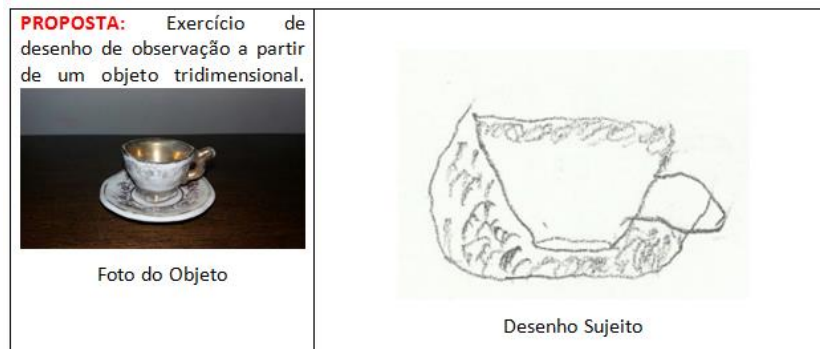 PROPOSTA: Exercício de
desenho de observação a partir
de um objeto tridimensional.
Foto do Objeto
Desenho Sujeito